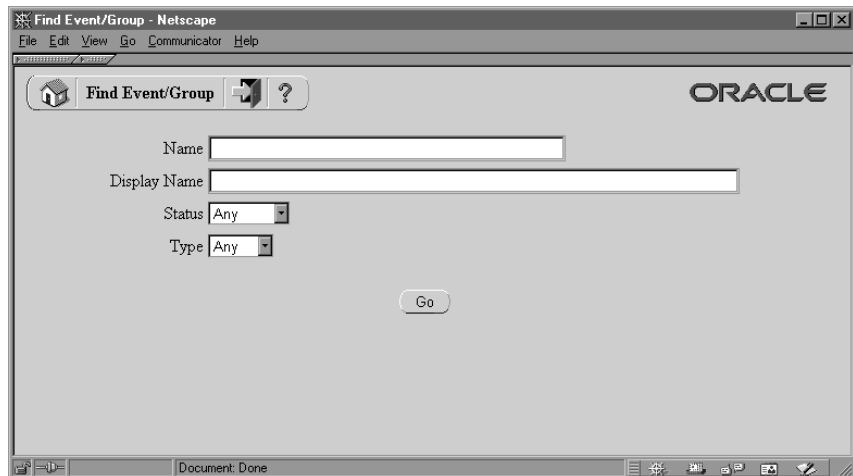 Find Event/Group - Netscape
File Edit View Go Communicator Help
Find Event/Group ?
ORACLE
Name
Display Name
Status Any
Type Any
Go
Document: Done